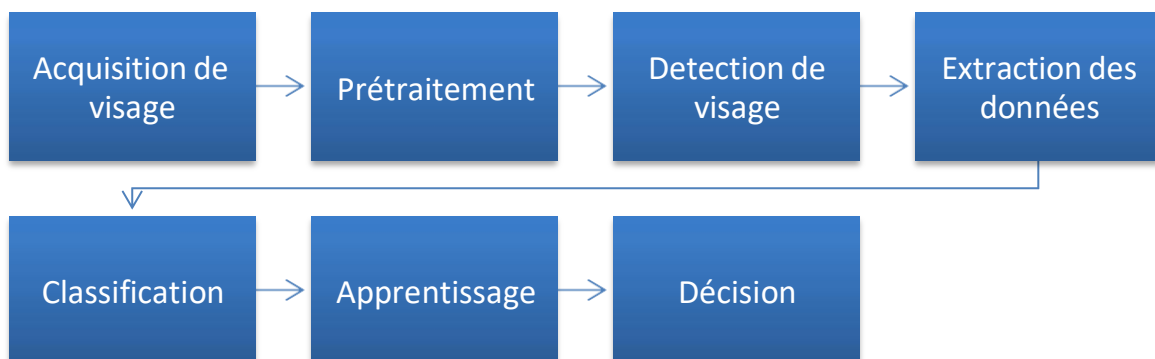 Acquisition de
visage
Prétraitement
Detection de
visage
Extraction des
données
Classification
Apprentissage
Décision